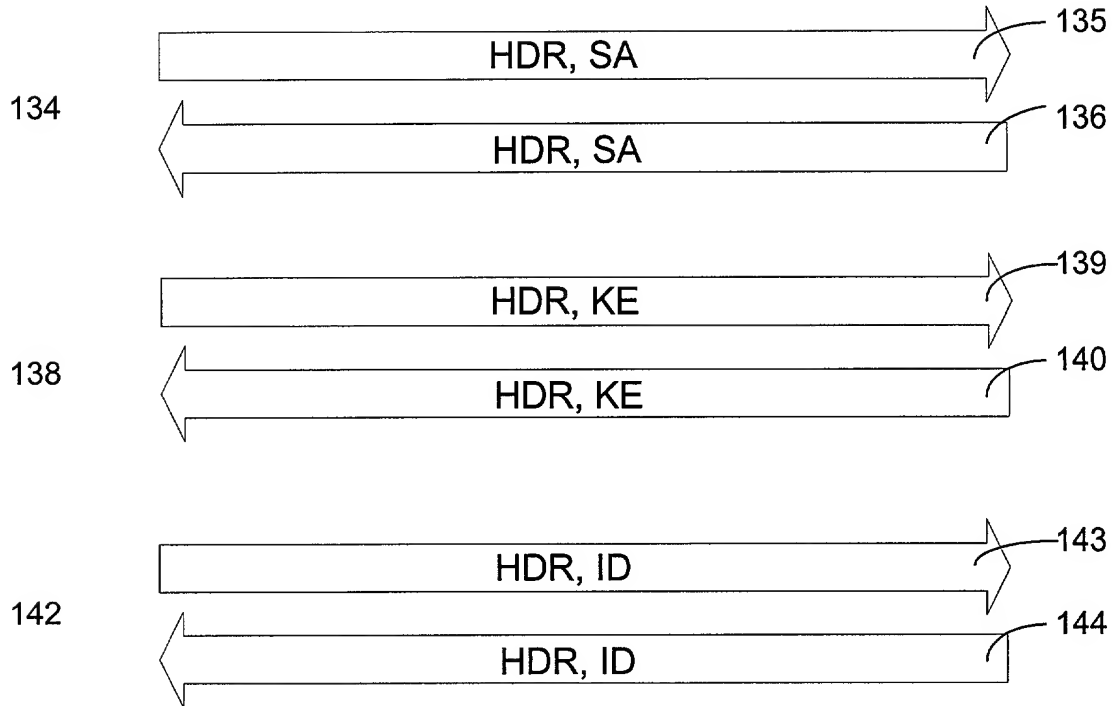 135
HDR, SA
134
136
HDR, SA
139
HDR, KE
138
140
HDR, KE
143
HDR, ID
142
144
HDR, ID